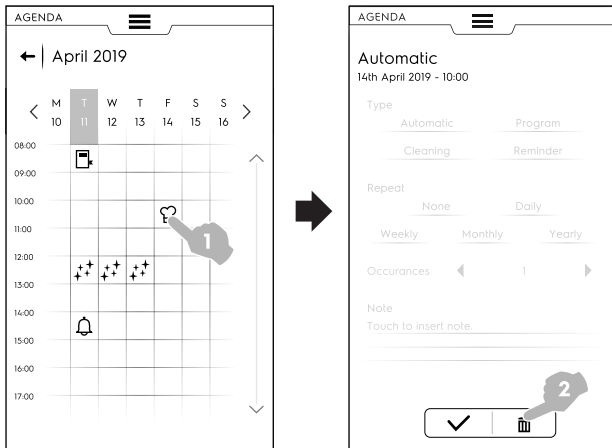 AGENDA
April 2019
M T W T F S S
10 11 12 13 14 15 16
08:00
09:00
10:00
11:00
12:00
13:00
14:00
15:00
16:00
17:00
1
AGENDA
Automatic
14th April 2019 - 10:00
Type
Automatic Program
Cleaning Reminder
Repeat
None Daily
Weekly Monthly Yearly
Occurances 1
Note
Touch to insert note.
2